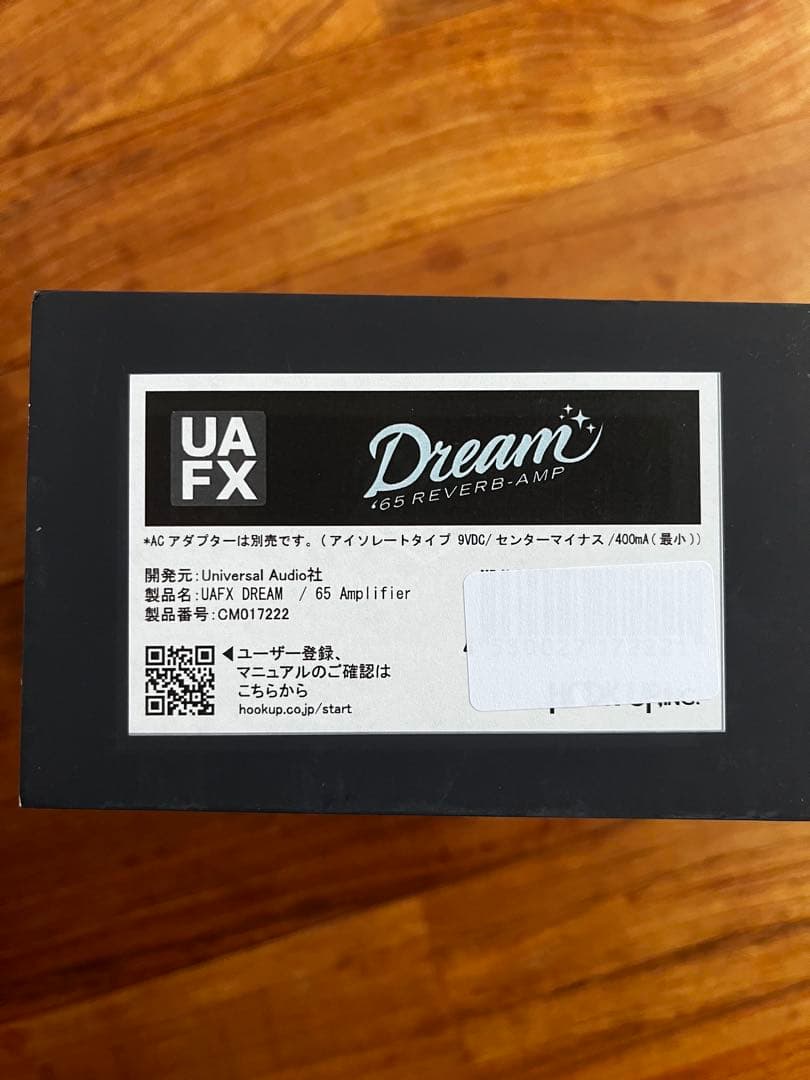 UA
FX
Dream
'65 REVERB-AMP
*AC アダプターは別売です。(アイソレートタイプ 9VDC/センターマイナス/400mA(最小))
開発元:Universal Audio社
製品名:UAFX DREAM / 65 Amplifier
製品番号:CM017222
◀ユーザー登録、
マニュアルのご確認は
こちらから
hookup.co.jp/start
HOOK UP, INC.